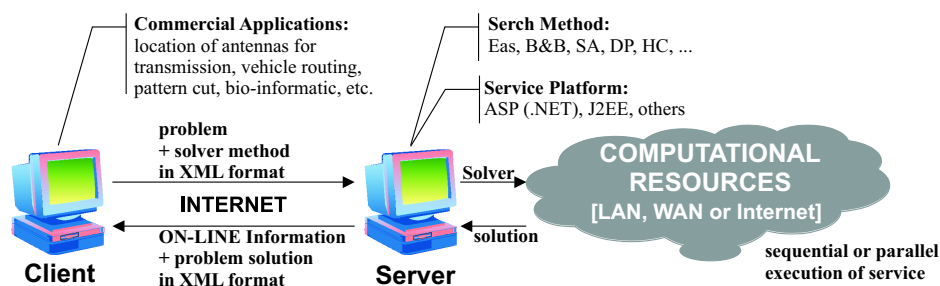 Commercial Applications:
location of antennas for
transmission, vehicle routing,
pattern cut, bio-informatic, etc.
Serch Method:
Eas, B&B, SA, DP, HC, ...
Service Platform:
ASP (.NET), J2EE, others
problem
+ solver method
in XML format
INTERNET
ON-LINE Information
+ problem solution
in XML format
Client
Server
Solver
solution
COMPUTATIONAL
RESOURCES
[LAN, WAN or Internet]
sequential or parallel
execution of service